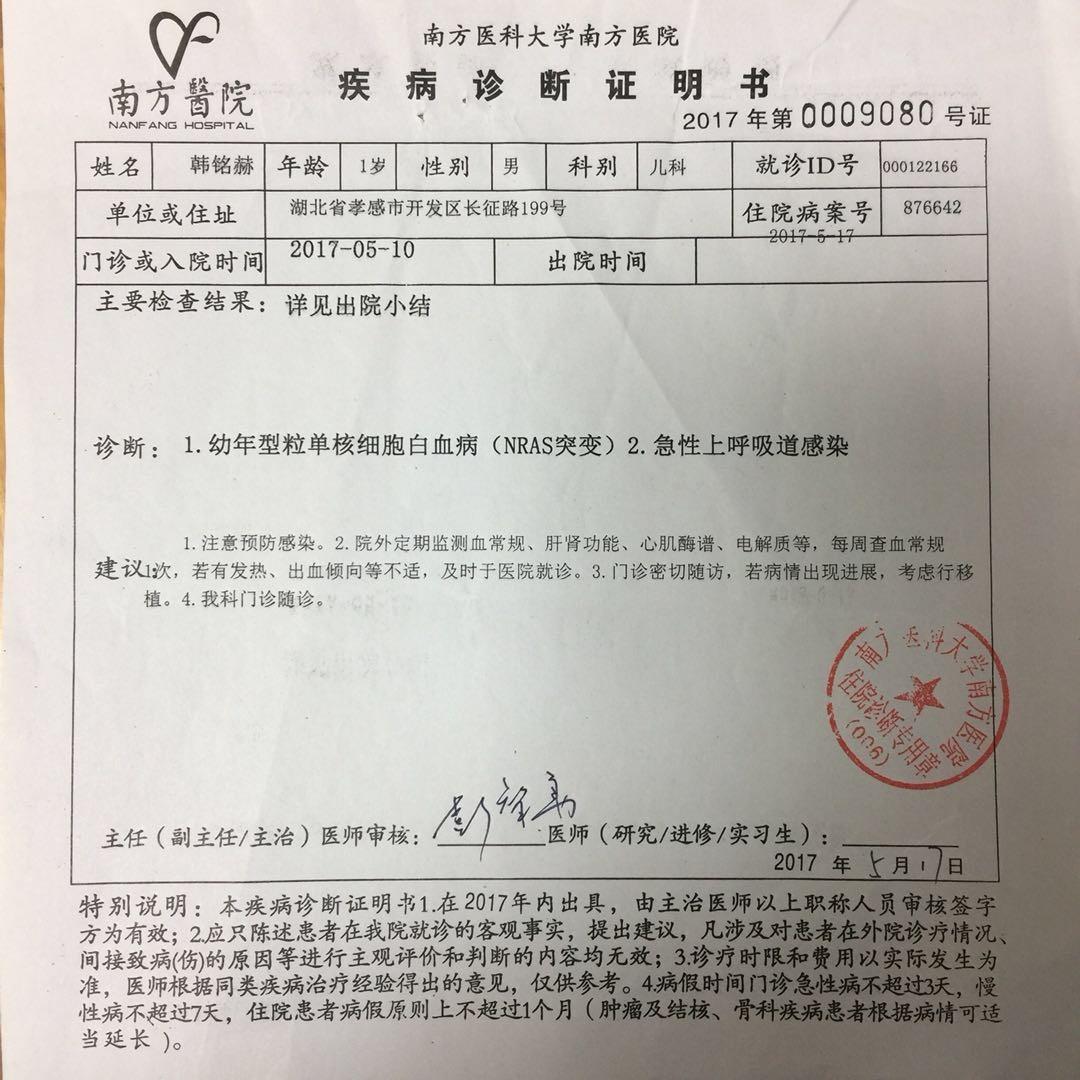 南方医科大学南方医院
南方醫院
NANFANG HOSPITAL
疾病诊断证明书
2017年第0009080号证
姓名 韩铭赫 年龄 1岁 性别 男 科别 儿科 就诊ID号 000122166
单位或住址 湖北省孝感市开发区长征路199号 住院病案号 876642
门诊或入院时间 2017-05-10 出院时间 2017-5-17
主要检查结果:详见出院小结
诊断:1.幼年型粒单核细胞白血病(NRAS突变)2.急性上呼吸道感染
1.注意预防感染。2.院外定期监测血常规、肝肾功能、心肌酶谱、电解质等,每周查血常规
建议:1次,若有发热、出血倾向等不适,及时于医院就诊。3.门诊密切随访,若病情出现进展,考虑行移
植。4.我科门诊随诊。
南方医科大学南方医院
住院诊断专用章
(006)
主任(副主任/主治)医师审核: 医师(研究/进修/实习生):
2017 年 5月17日
特别说明:本疾病诊断证明书1.在2017年内出具,由主治医师以上职称人员审核签字
方为有效;2.应只陈述患者在我院就诊的客观事实,提出建议,凡涉及对患者在外院诊疗情况、
间接致病(伤)的原因等进行主观评价和判断的内容均无效;3.诊疗时限和费用以实际发生为
准,医师根据同类疾病治疗经验得出的意见,仅供参考。4.病假时间门诊急性病不超过3天,慢
性病不超过7天,住院患者病假原则上不超过1个月(肿瘤及结核、骨科疾病患者根据病情可适
当延长)。